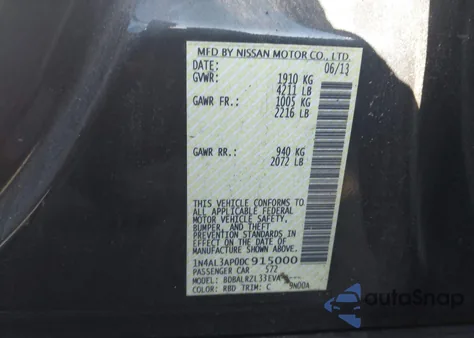 MFD BY NISSAN MOTOR CO., LTD.
DATE: 06/13
GVWR: 1910 KG
4211 LB
GAWR FR.: 1005 KG
2216 LB
GAWR RR.: 940 KG
2072 LB
THIS VEHICLE CONFORMS TO
ALL APPLICABLE FEDERAL
MOTOR VEHICLE SAFETY,
BUMPER, AND THEFT
PREVENTION STANDARDS IN
EFFECT ON THE DATE OF
MANUFACTURE SHOWN ABOVE.
1N4AL3AP0DC915000
PASSENGER CAR 572
MODEL: BDBALRZL33EVA
COLOR: RBD TRIM: C
autoSnap